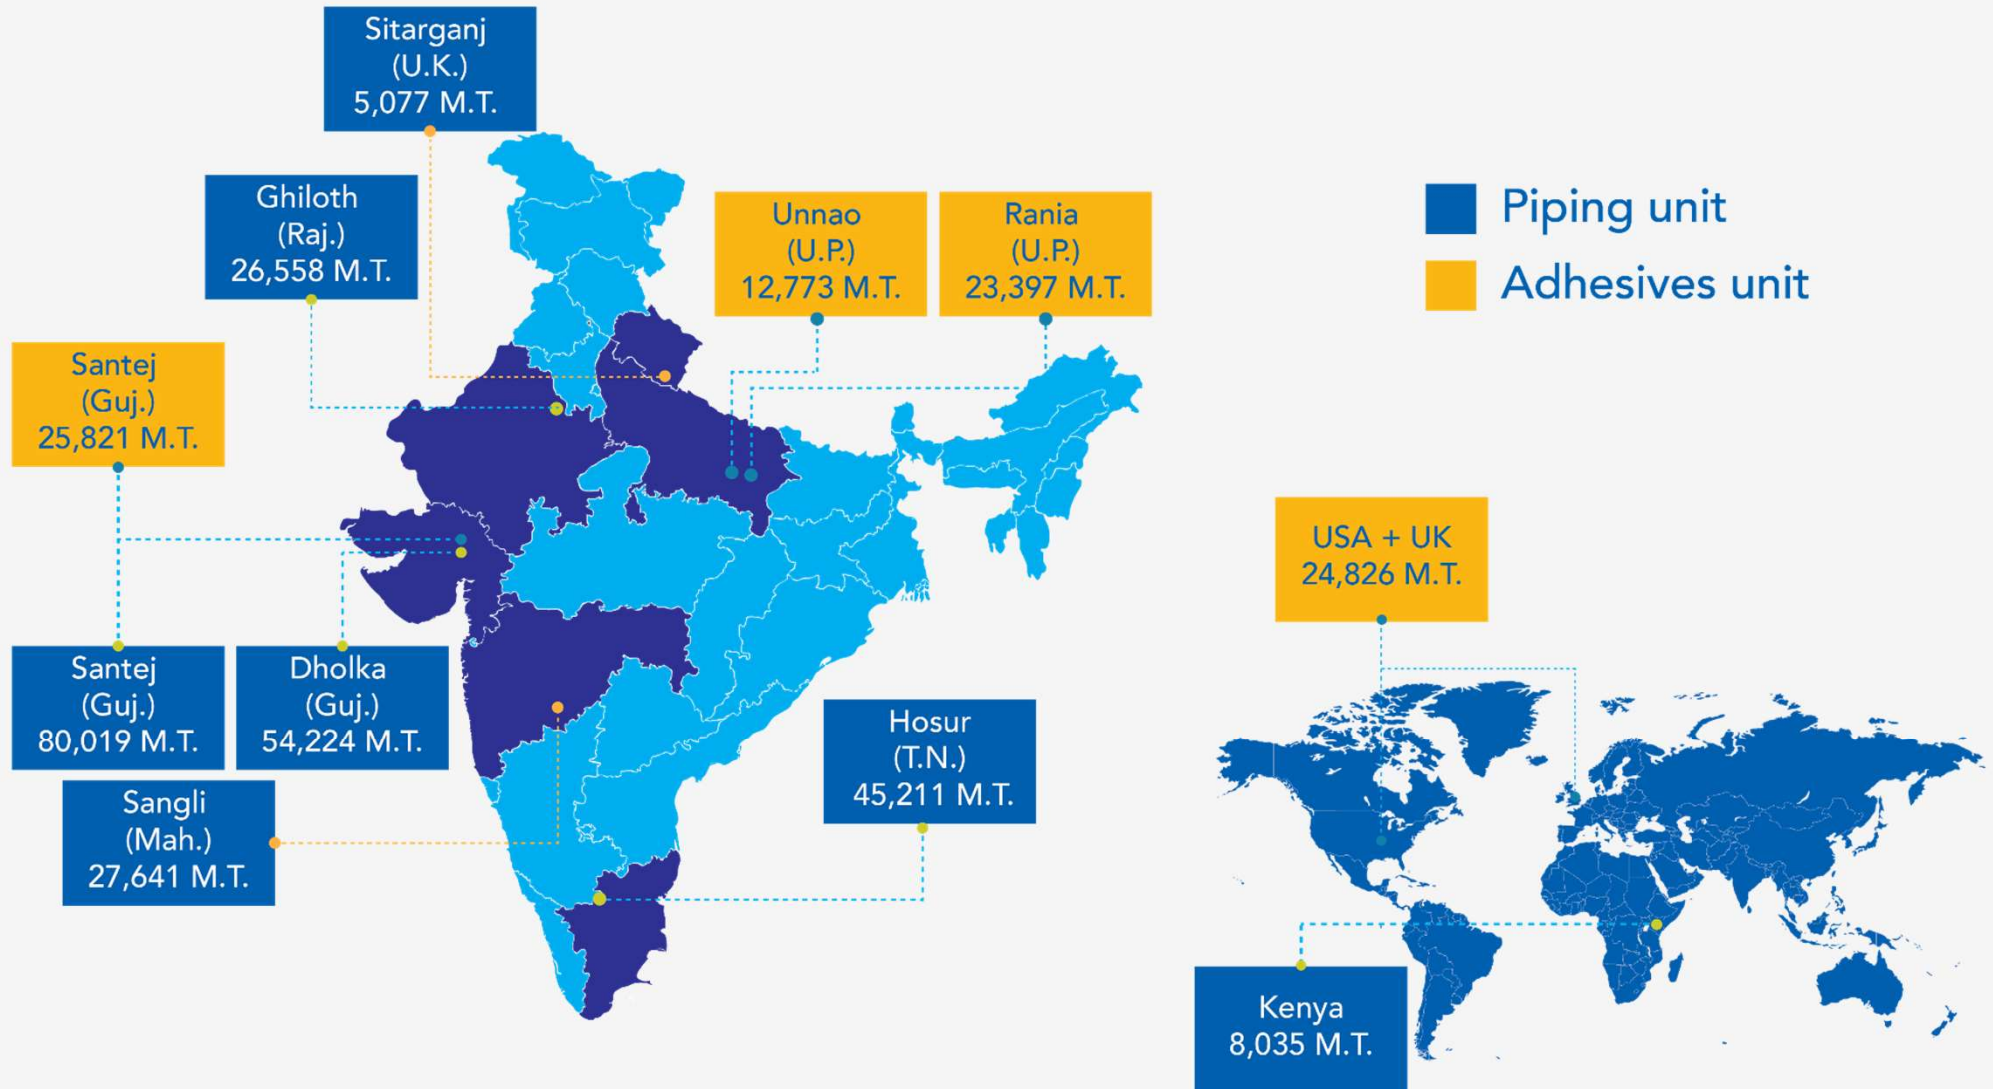 Sitarganj
(U.K.)
5,077 M.T.
Ghiloth
(Raj.)
26,558 M.T.
Unnao
(U.P.)
12,773 M.T.
Rania
(U.P.)
23,397 M.T.
Piping unit
Adhesives unit
Santej
(Guj.)
25,821 M.T.
USA + UK
24,826 M.T.
Santej
(Guj.)
80,019 M.T.
Dholka
(Guj.)
54,224 M.T.
Hosur
(T.N.)
45,211 M.T.
Sangli
(Mah.)
27,641 M.T.
Kenya
8,035 M.T.